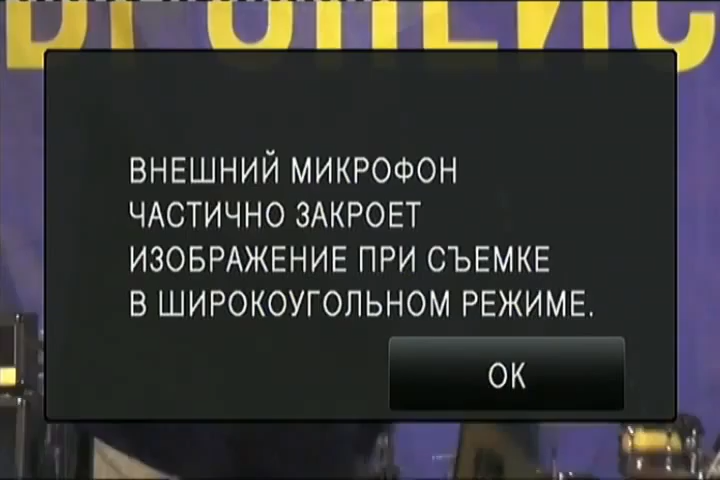 ВНЕШНИЙ МИКРОФОН
ЧАСТИЧНО ЗАКРОЕТ
ИЗОБРАЖЕНИЕ ПРИ СЪЕМКЕ
В ШИРОКОУГОЛЬНОМ РЕЖИМЕ.
OK